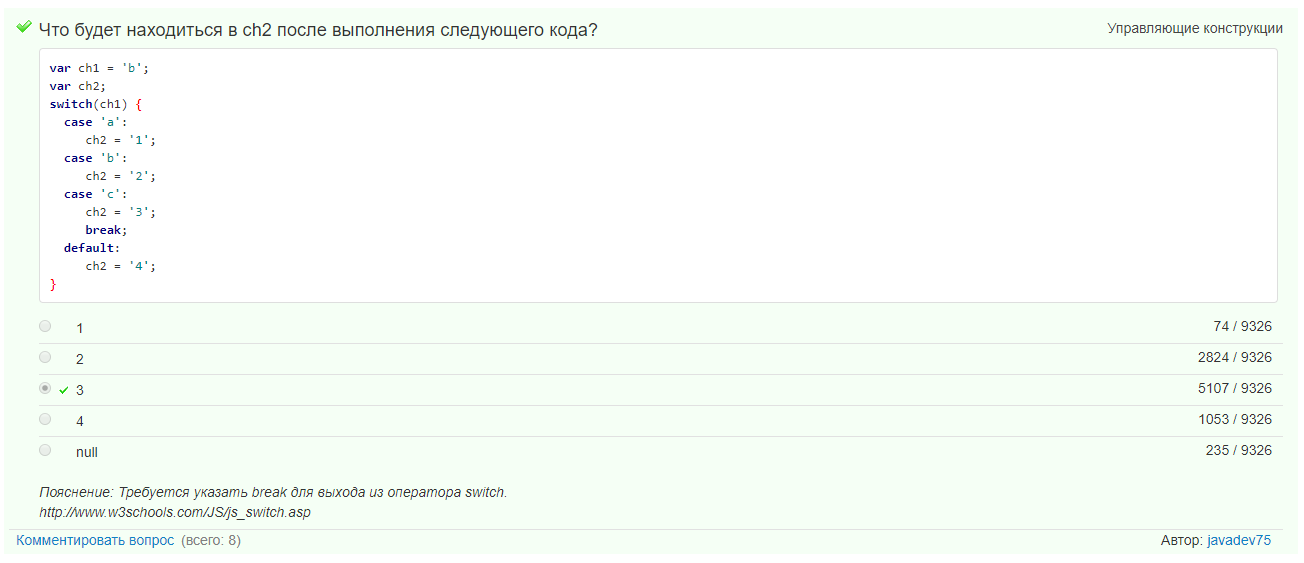 Что будет находиться в ch2 после выполнения следующего кода?
Управляющие конструкции
var ch1 = 'b';
var ch2;
switch(ch1) {
  case 'a':
     ch2 = '1';
  case 'b':
     ch2 = '2';
  case 'c':
     ch2 = '3';
     break;
  default:
     ch2 = '4';
}
1 74 / 9326
2 2824 / 9326
3 5107 / 9326
4 1053 / 9326
null 235 / 9326
Пояснение: Требуется указать break для выхода из оператора switch.
http://www.w3schools.com/JS/js_switch.asp
Комментировать вопрос (всего: 8) Автор: javadev75